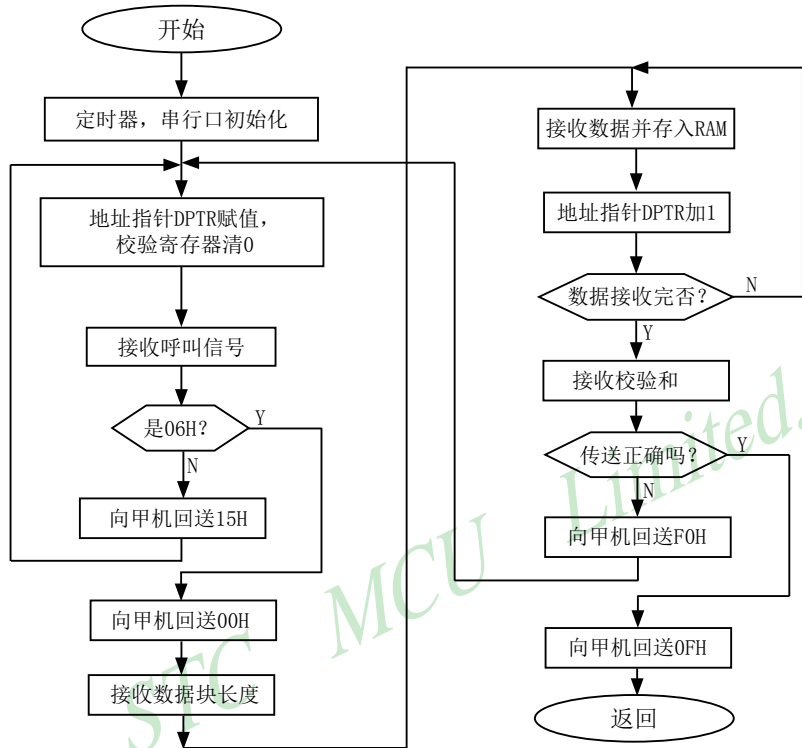 开始
定时器，串行口初始化
地址指针DPTR赋值，
校验寄存器清0
接收呼叫信号
是06H？
Y
N
向甲机回送15H
向甲机回送00H
接收数据块长度
接收数据并存入RAM
地址指针DPTR加1
数据接收完否？
N
Y
接收校验和
传送正确吗？
Y
N
向甲机回送F0H
向甲机回送0FH
返回
STC MCU Limited.